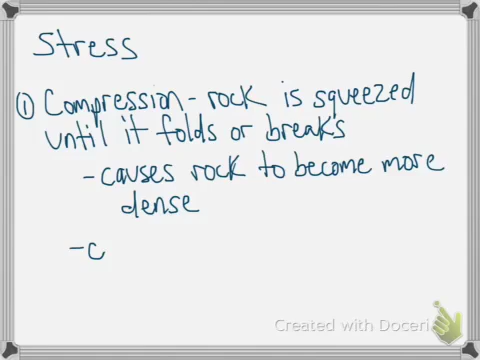 Stress
① Compression - rock is squeezed
until it folds or breaks
- causes rock to become more
dense
- c
Created with Doceri